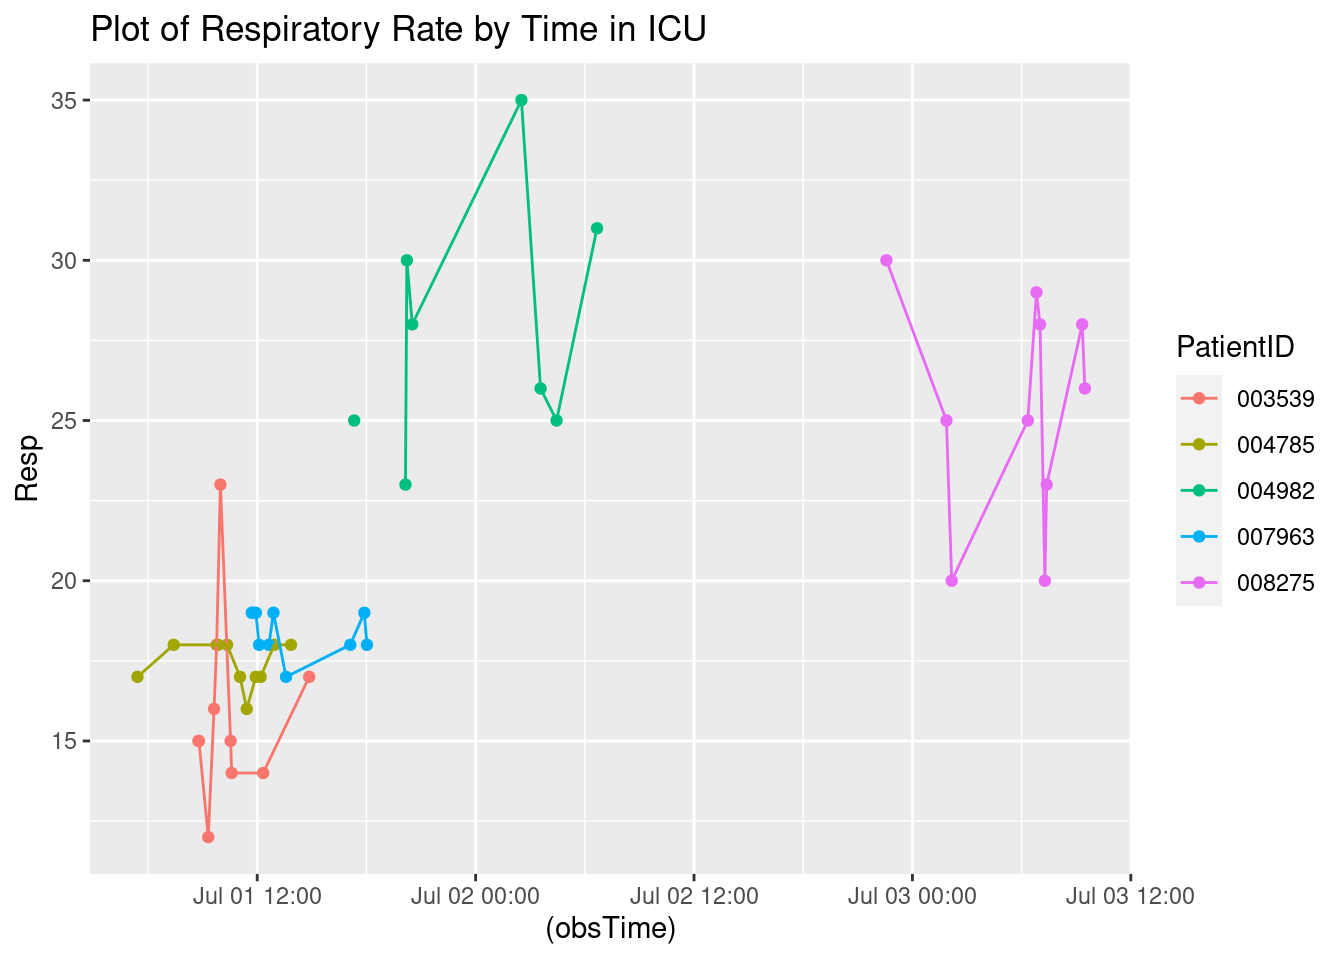 Plot of Respiratory Rate by Time in ICU
35
30
25
20
15
Resp
Jul 01 12:00 Jul 02 00:00 Jul 02 12:00 Jul 03 00:00 Jul 03 12:00
(obsTime)
PatientID
003539
004785
004982
007963
008275